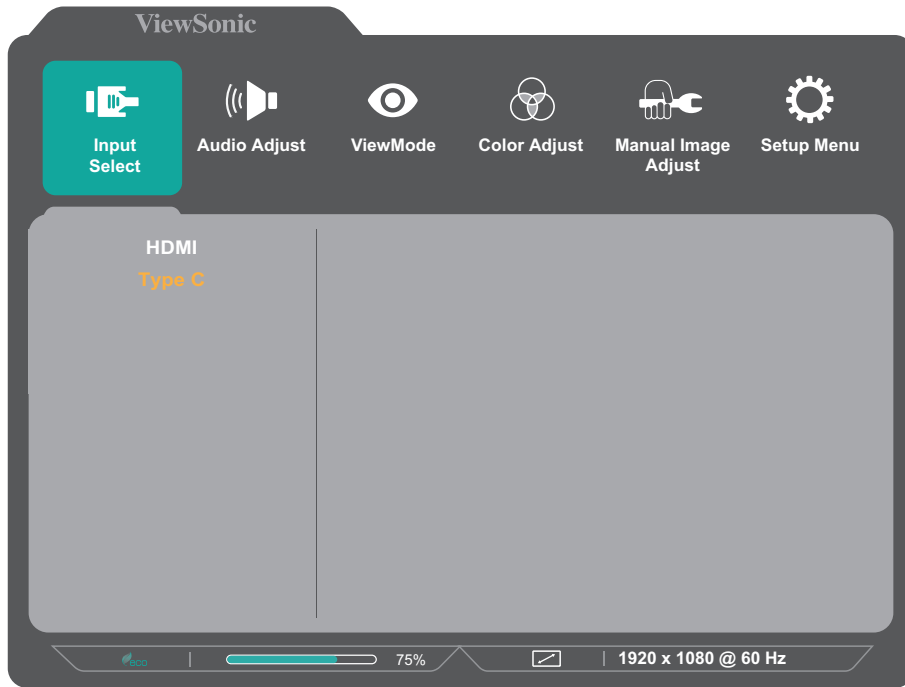 ViewSonic
Input
Select
Audio Adjust
ViewMode
Color Adjust
Manual Image
Adjust
Setup Menu
HDMI
Type C
eco
75%
1920 x 1080 @ 60 Hz